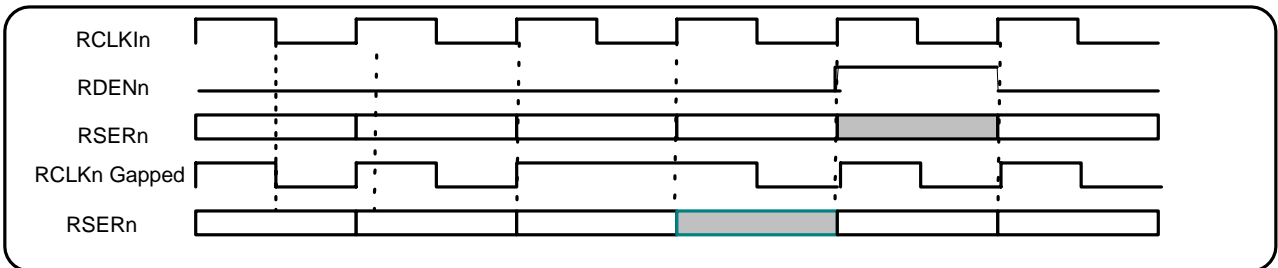 RCLKIn
RDENn
RSERn
RCLKn Gapped
RSERn